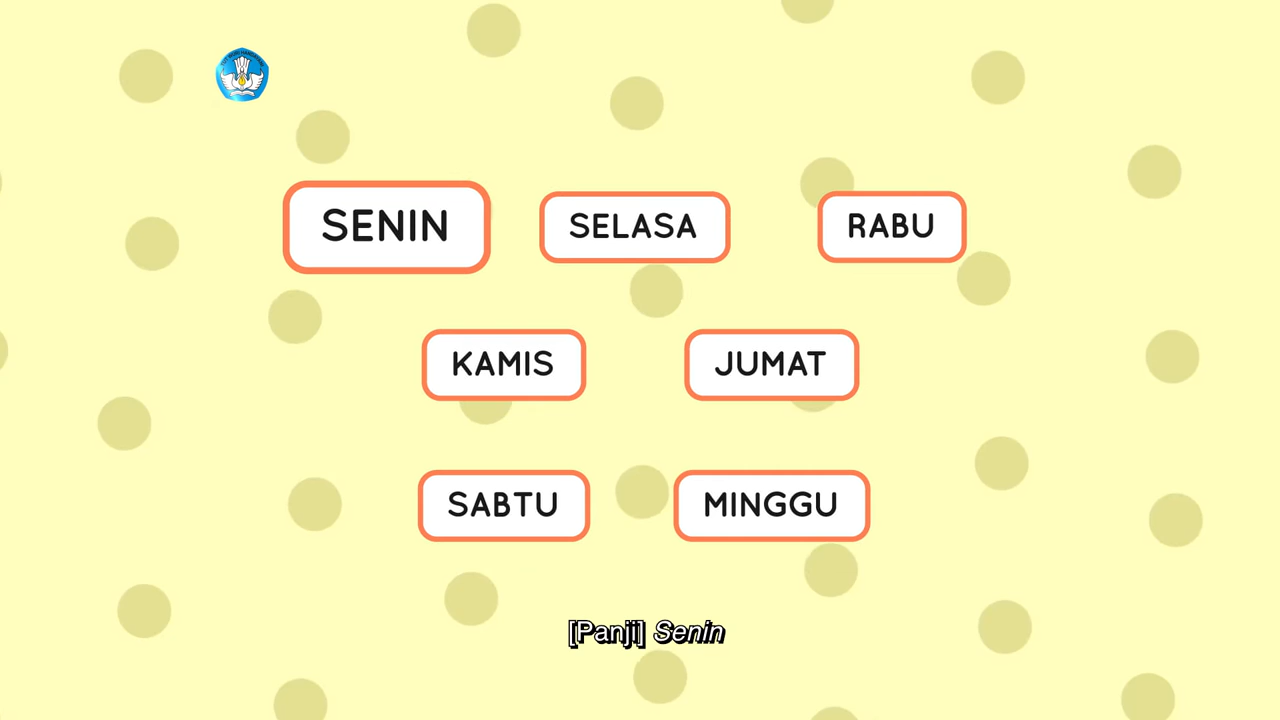 SENIN SELASA RABU
KAMIS JUMAT
SABTU MINGGU
[Panji] Senin